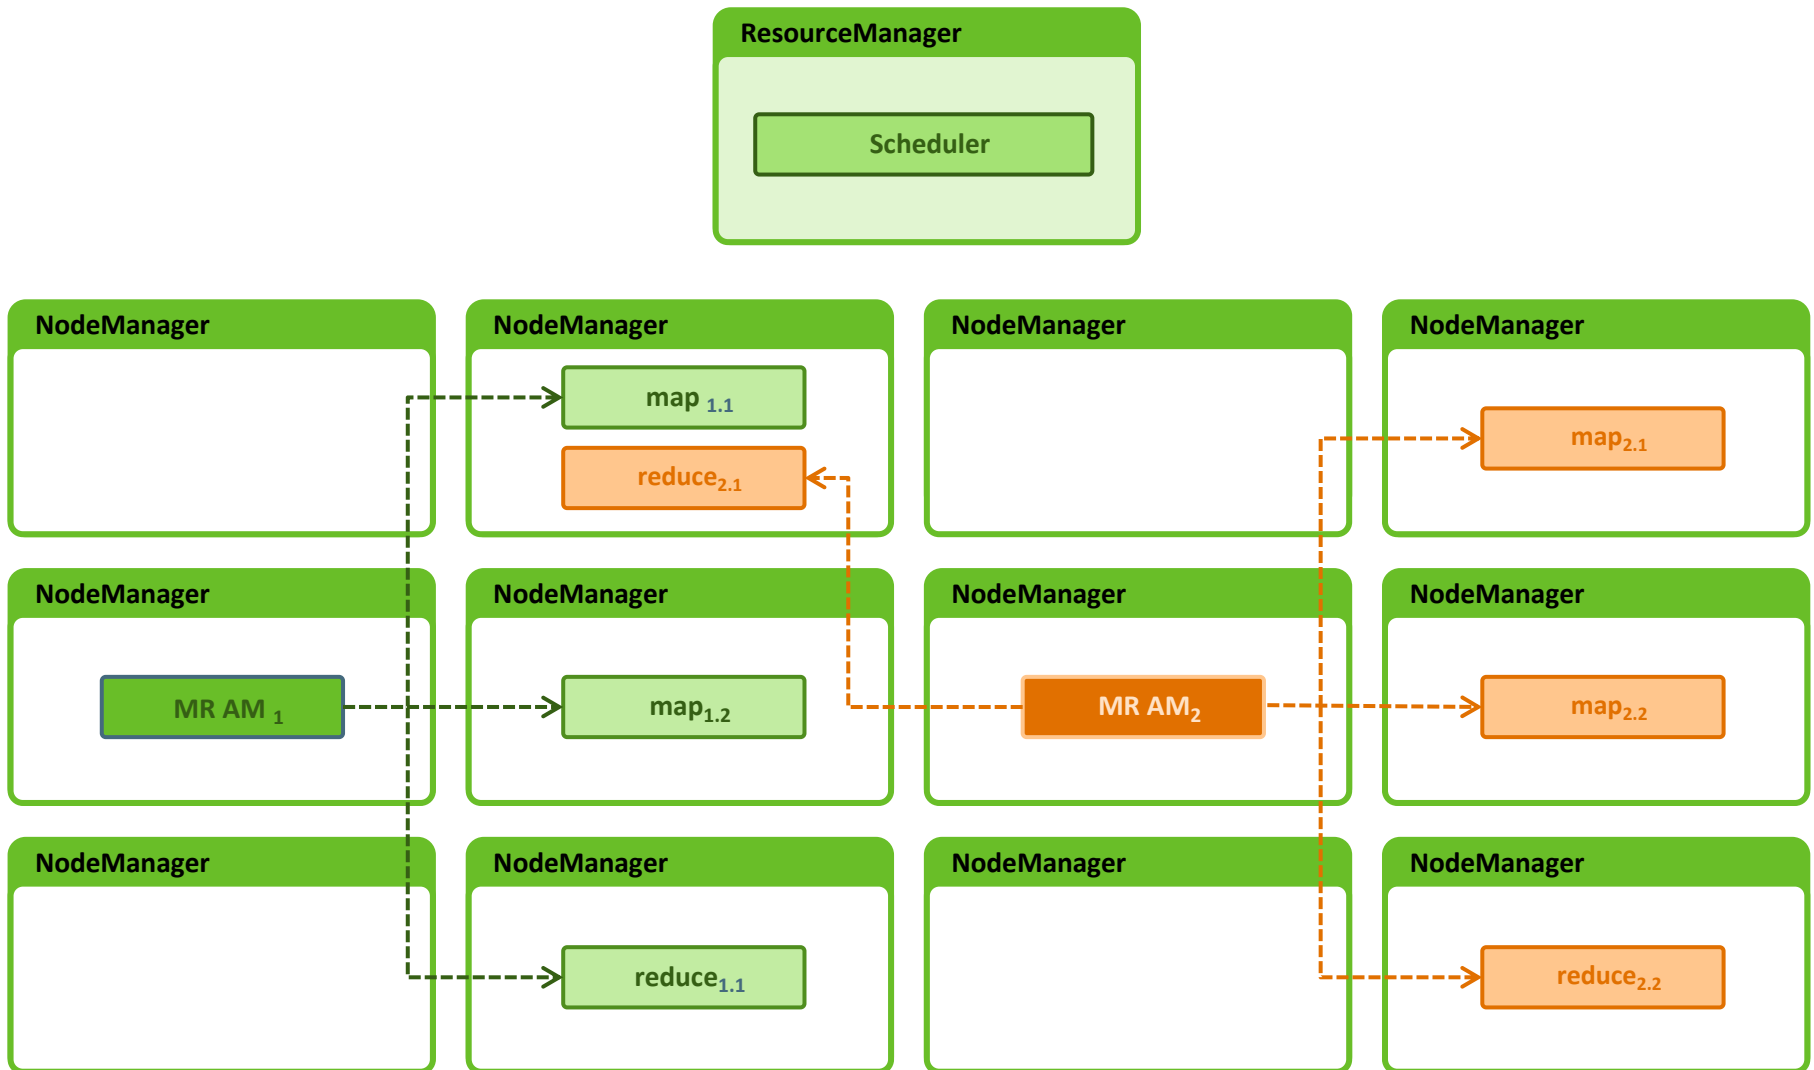 ResourceManager
Scheduler
NodeManager
NodeManager
NodeManager
NodeManager
map 1.1
reduce2.1
map2.1
NodeManager
NodeManager
NodeManager
NodeManager
MR AM 1
map1.2
MR AM2
map2.2
NodeManager
NodeManager
NodeManager
NodeManager
reduce1.1
reduce2.2